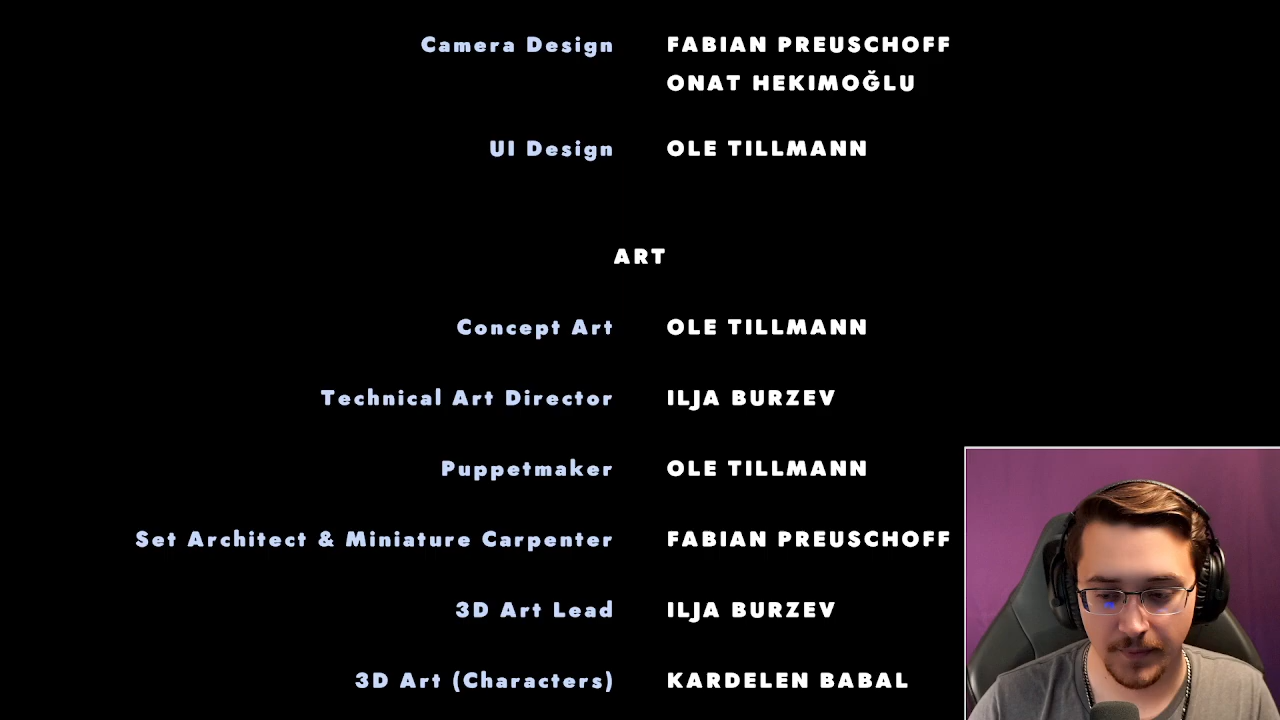 Camera Design FABIAN PREUSCHOFF
ONAT HEKIMOĞLU
UI Design OLE TILLMANN
ART
Concept Art OLE TILLMANN
Technical Art Director ILJA BURZEV
Puppetmaker OLE TILLMANN
Set Architect & Miniature Carpenter FABIAN PREUSCHOFF
3D Art Lead ILJA BURZEV
3D Art (Characters) KARDELEN BABAL